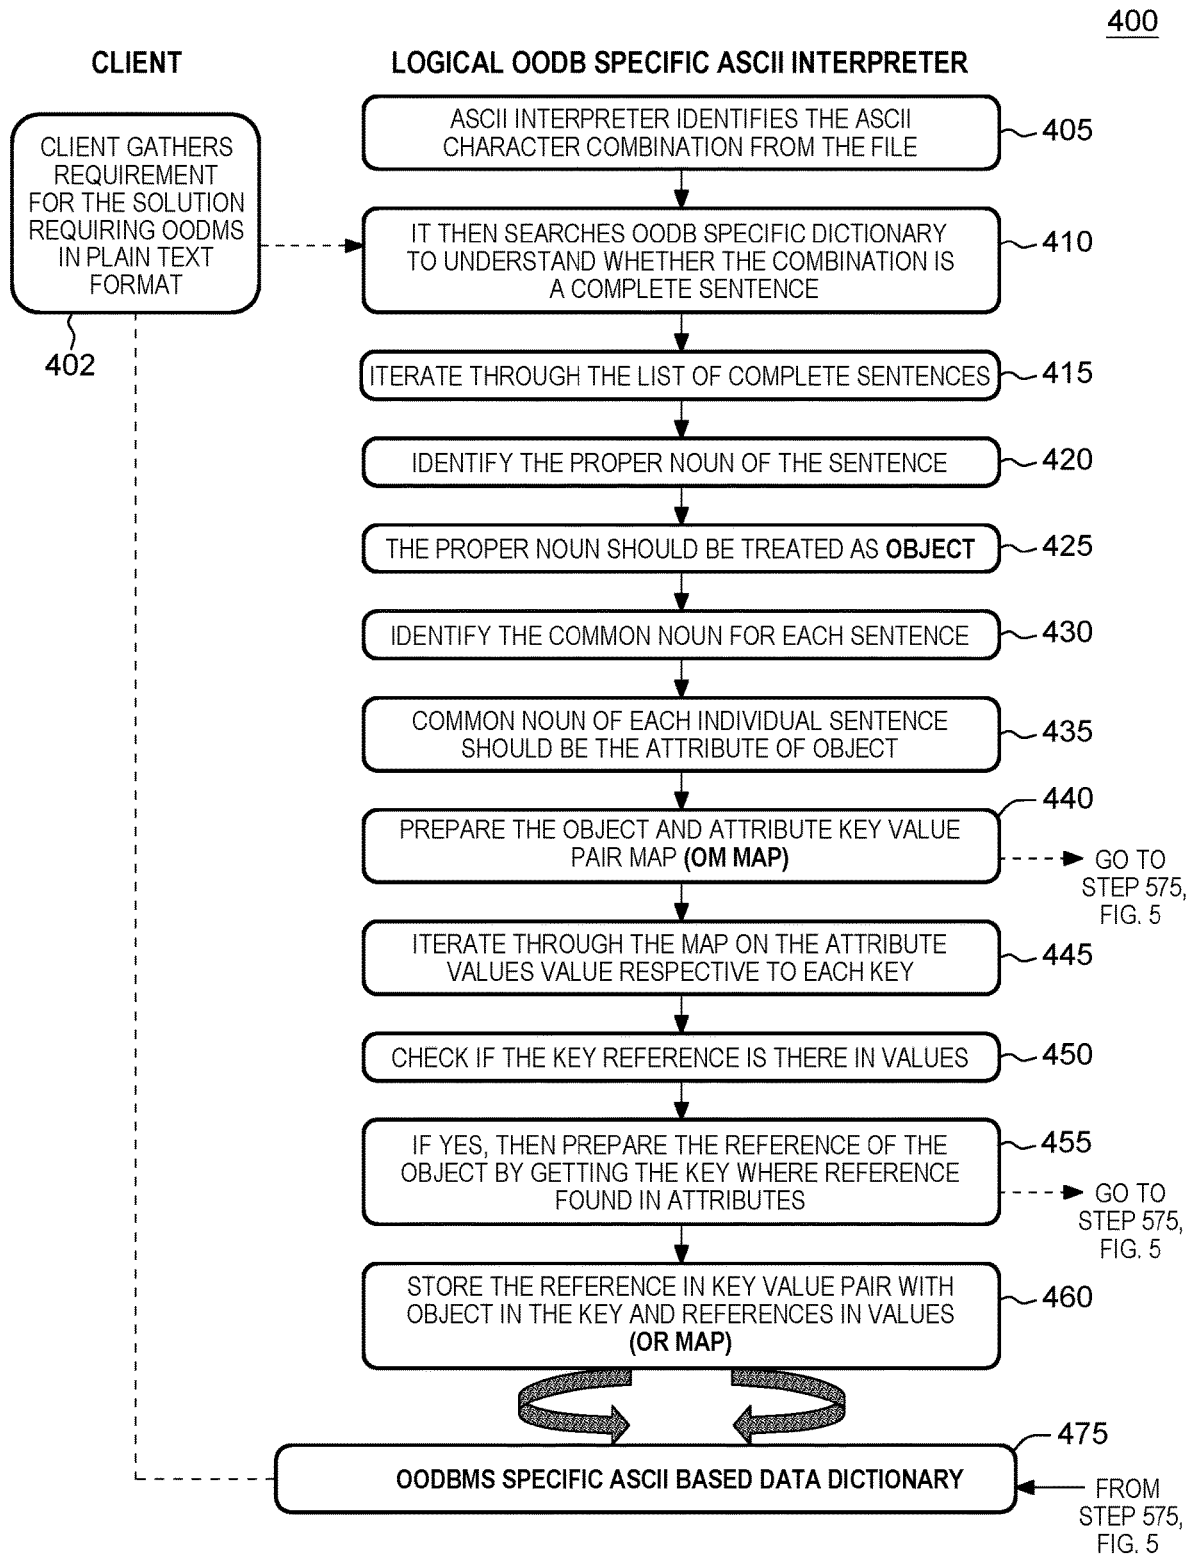 400
CLIENT
LOGICAL OODB SPECIFIC ASCII INTERPRETER
CLIENT GATHERS
REQUIREMENT
FOR THE SOLUTION
REQUIRING OODMS
IN PLAIN TEXT
FORMAT
402
ASCII INTERPRETER IDENTIFIES THE ASCII
CHARACTER COMBINATION FROM THE FILE
405
IT THEN SEARCHES OODB SPECIFIC DICTIONARY
TO UNDERSTAND WHETHER THE COMBINATION IS
A COMPLETE SENTENCE
410
ITERATE THROUGH THE LIST OF COMPLETE SENTENCES
415
IDENTIFY THE PROPER NOUN OF THE SENTENCE
420
THE PROPER NOUN SHOULD BE TREATED AS OBJECT
425
IDENTIFY THE COMMON NOUN FOR EACH SENTENCE
430
COMMON NOUN OF EACH INDIVIDUAL SENTENCE
SHOULD BE THE ATTRIBUTE OF OBJECT
435
PREPARE THE OBJECT AND ATTRIBUTE KEY VALUE
PAIR MAP (OM MAP)
440
GO TO
STEP 575,
FIG. 5
ITERATE THROUGH THE MAP ON THE ATTRIBUTE
VALUES VALUE RESPECTIVE TO EACH KEY
445
CHECK IF THE KEY REFERENCE IS THERE IN VALUES
450
IF YES, THEN PREPARE THE REFERENCE OF THE
OBJECT BY GETTING THE KEY WHERE REFERENCE
FOUND IN ATTRIBUTES
455
GO TO
STEP 575,
FIG. 5
STORE THE REFERENCE IN KEY VALUE PAIR WITH
OBJECT IN THE KEY AND REFERENCES IN VALUES
(OR MAP)
460
OODBMS SPECIFIC ASCII BASED DATA DICTIONARY
475
FROM
STEP 575,
FIG. 5